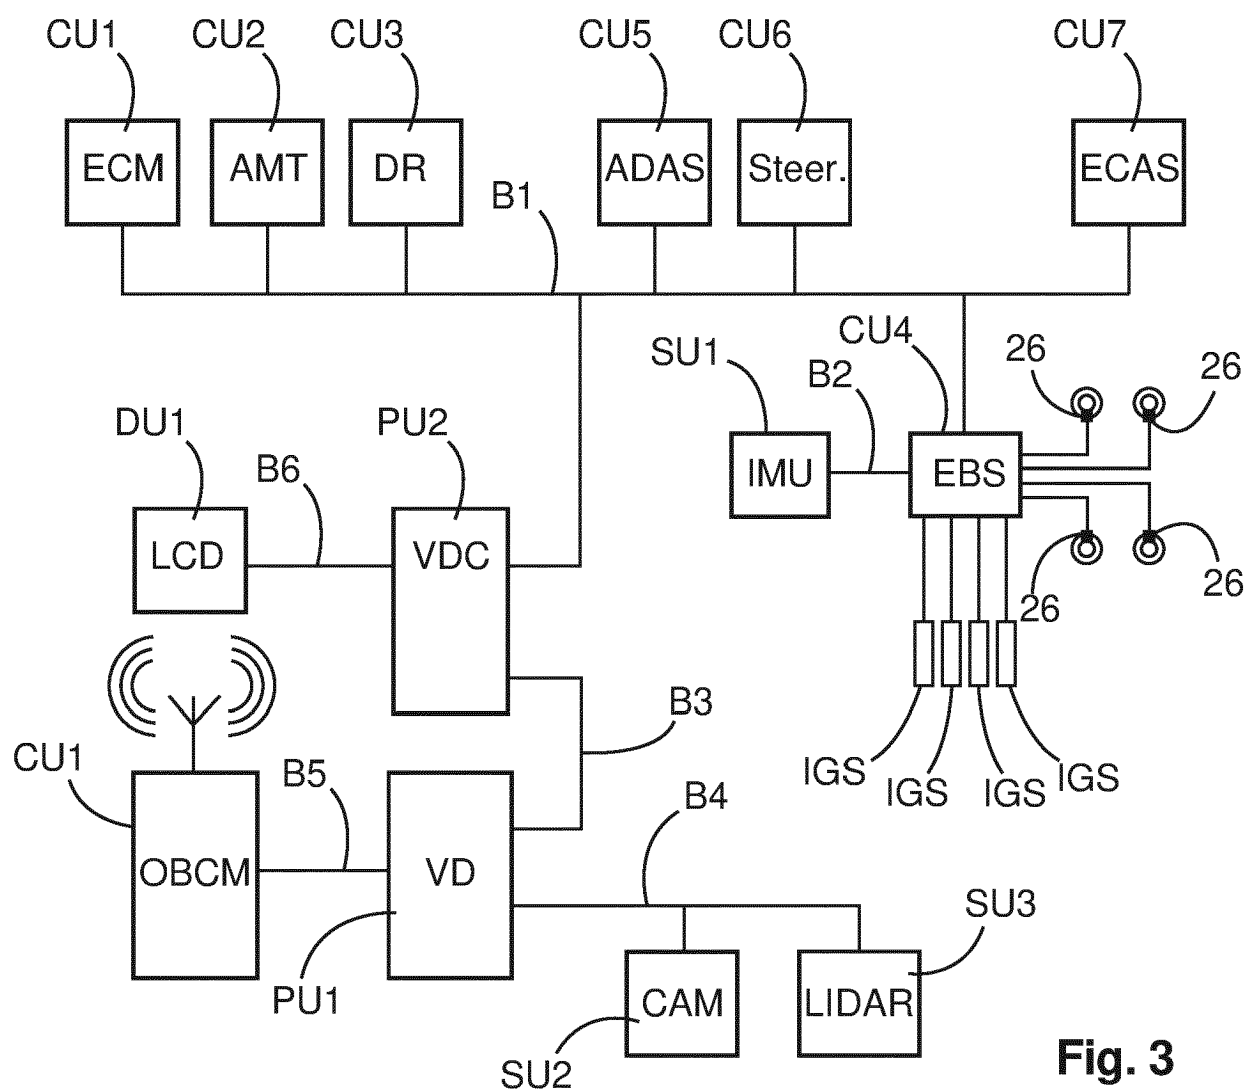 CU1 CU2 CU3 CU5 CU6 CU7
ECM AMT DR ADAS Steer. ECAS
B1
CU4 26
SU1 B2 26
DU1 PU2
B6 IMU EBS
LCD VDC
26 26
B3
CU1 B5 IGS IGS IGS IGS
B4
OBCM VD
SU3
PU1 CAM LIDAR
SU2
Fig. 3